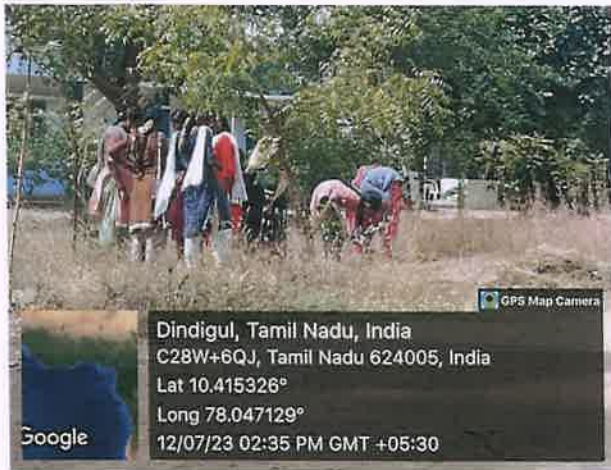 GPS Map Camera
Dindigul, Tamil Nadu, India
C28W+6QJ, Tamil Nadu 624005, India
Lat 10.415326°
Long 78.047129°
12/07/23 02:35 PM GMT +05:30
Google